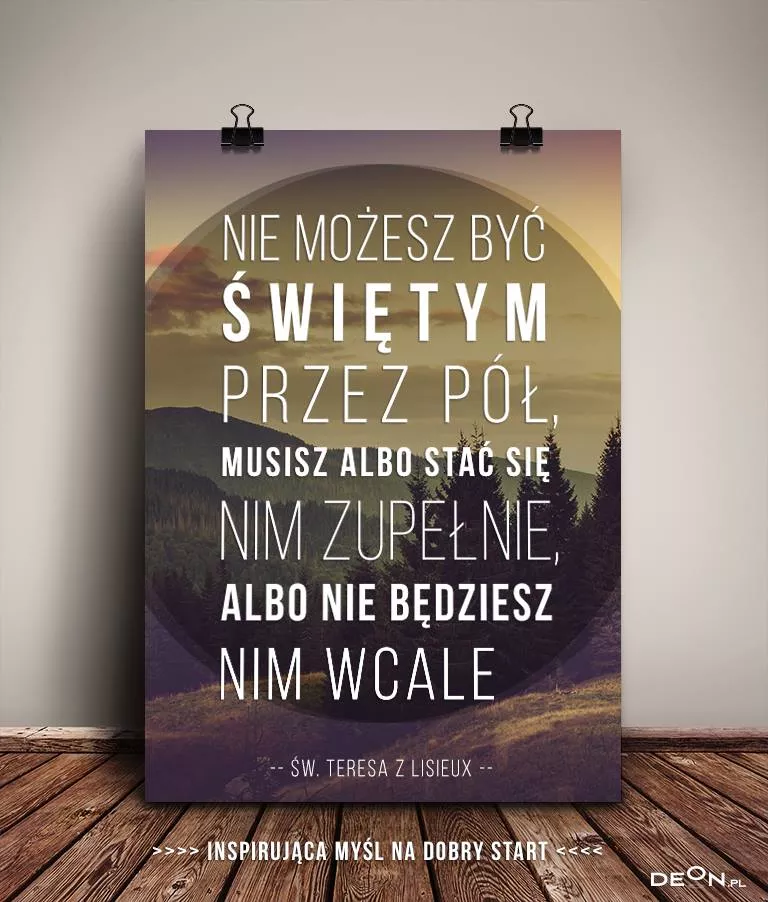 NIE MOŻESZ BYĆ
ŚWIĘTYM
PRZEZ PÓŁ,
MUSISZ ALBO STAĆ SIĘ
NIM ZUPEŁNIE,
ALBO NIE BĘDZIESZ
NIM WCALE
-- ŚW. TERESA Z LISIEUX --
>>>> INSPIRUJĄCA MYŚL NA DOBRY START <<<<
DEON.PL